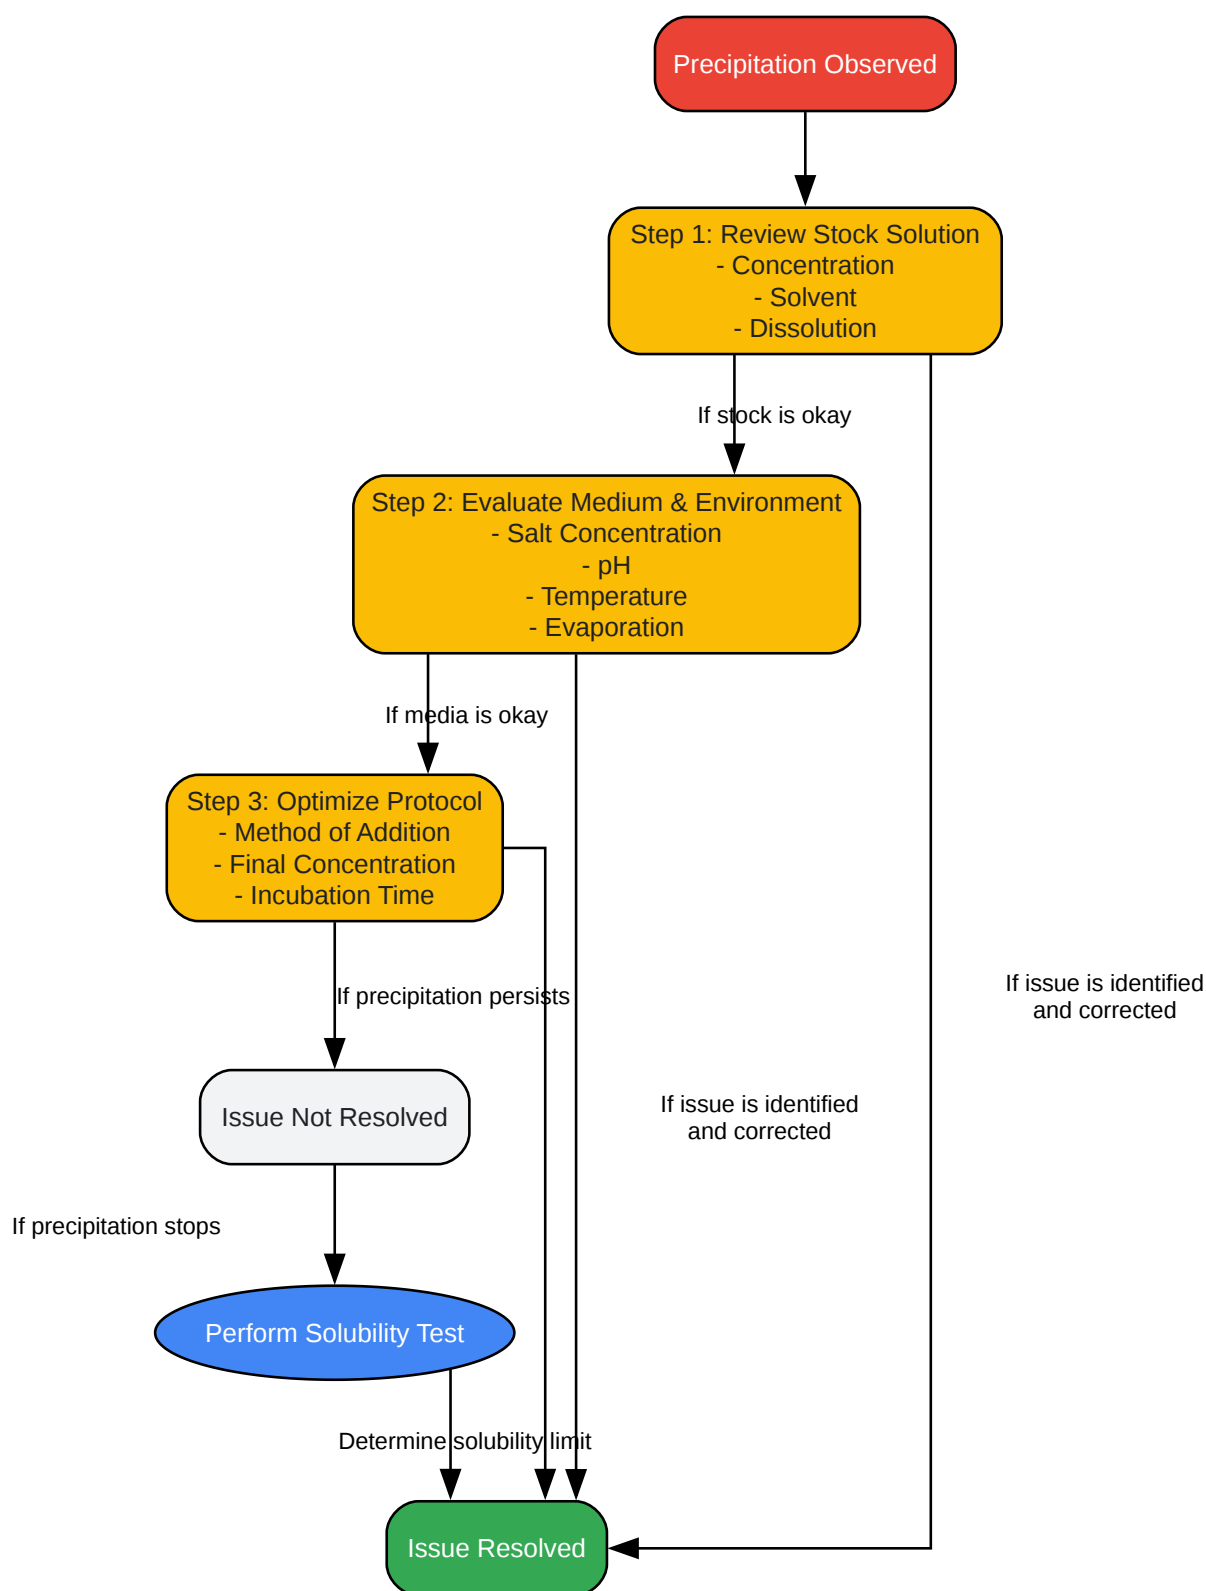 Precipitation Observed
Step 1: Review Stock Solution
- Concentration
- Solvent
- Dissolution
If stock is okay
Step 2: Evaluate Medium & Environment
- Salt Concentration
- pH
- Temperature
- Evaporation
If media is okay
Step 3: Optimize Protocol
- Method of Addition
- Final Concentration
- Incubation Time
If precipitation persists
If issue is identified
and corrected
If issue is identified
and corrected
Issue Not Resolved
If precipitation stops
Perform Solubility Test
Determine solubility limit
Issue Resolved